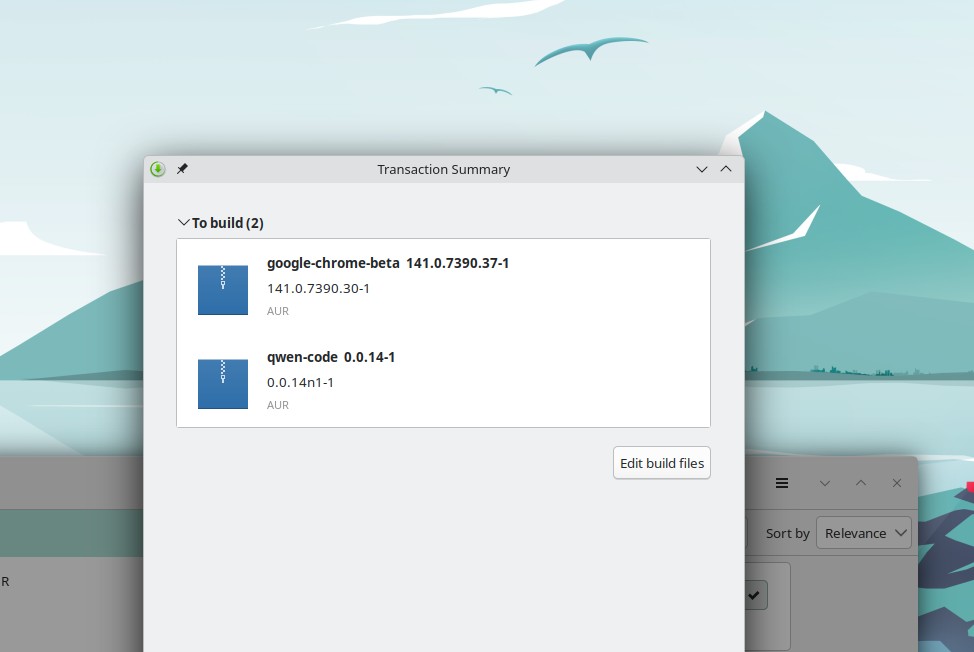 Transaction Summary
To build (2)
google-chrome-beta 141.0.7390.37-1
141.0.7390.30-1
AUR
qwen-code 0.0.14-1
0.0.14n1-1
AUR
Edit build files
Sort by Relevance
R